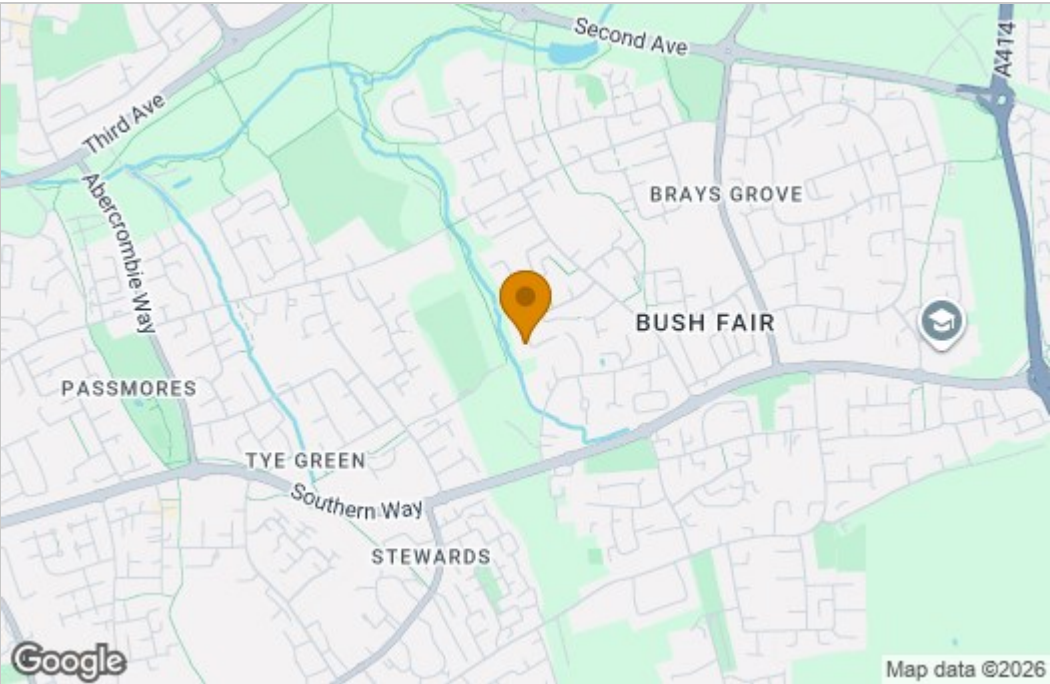 Second Ave
A414
Third Ave
Abercrombie Way
BRAYS GROVE
BUSH FAIR
PASSMORES
TYE GREEN
Southern Way
STEWARDS
Google
Map data ©2026